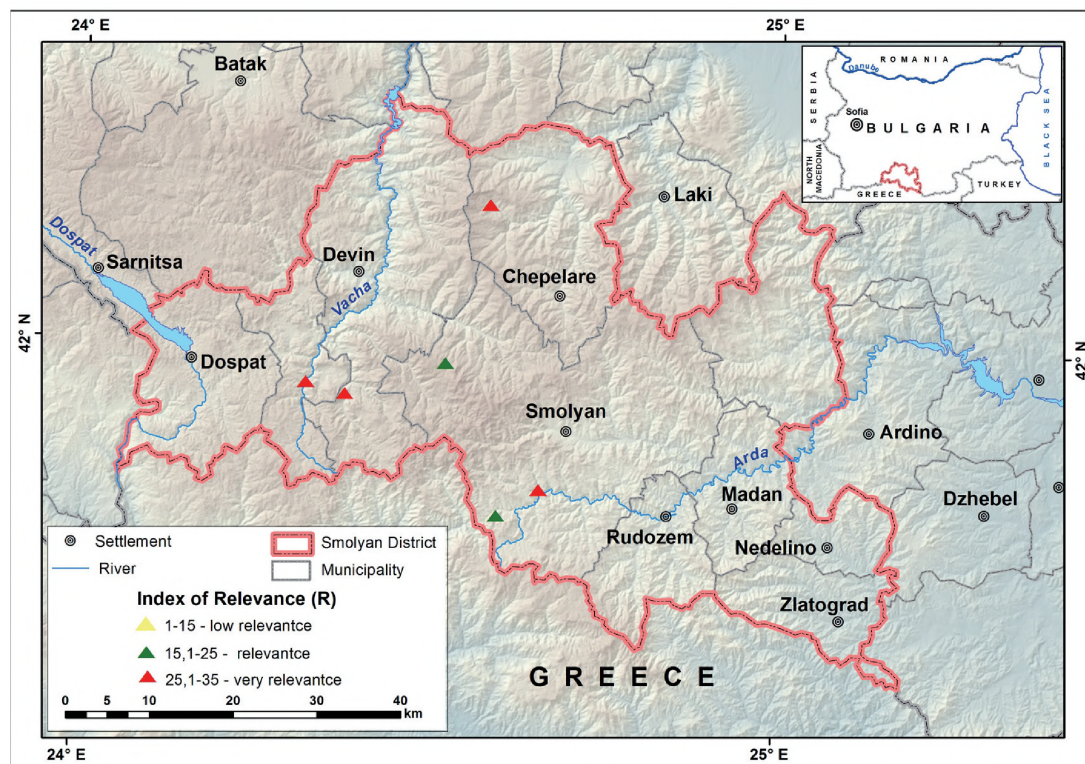 24° E
25° E
Batak
ROMANIA
Danube
SERBIA
Sofia
BULGARIA
BLACK SEA
NORTH
MACEDONIA
GREECE
TURKEY
Laki
Dospat
Sarnitsa
Devin
Chepelare
Vacha
42° N
42° N
Dospat
Smolyan
Ardino
Arda
Madan
Dzhebel
Rudozem
Nedelino
Zlatograd
GREECE
Settlement
Smolyan District
River
Municipality
Index of Relevance (R)
1-15 - low relevantce
15,1-25 - relevantce
25,1-35 - very relevantce
0 10 20 30 40
km
24° E
25° E